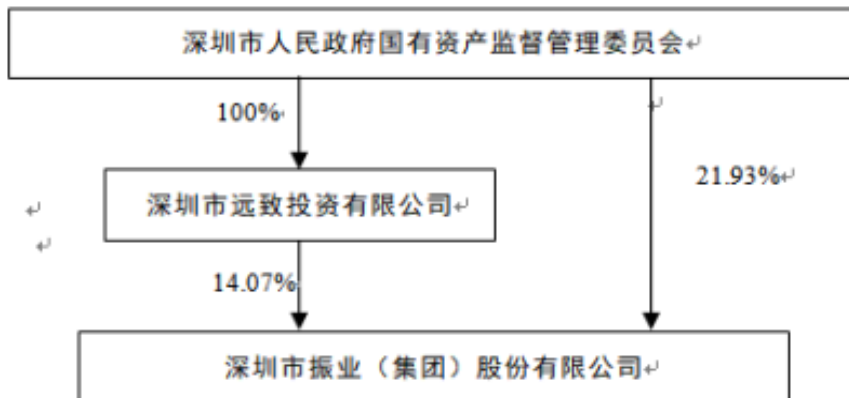 深圳市人民政府国有资产监督管理委员会
100%
21.93%
深圳市远致投资有限公司
14.07%
深圳市振业（集团）股份有限公司